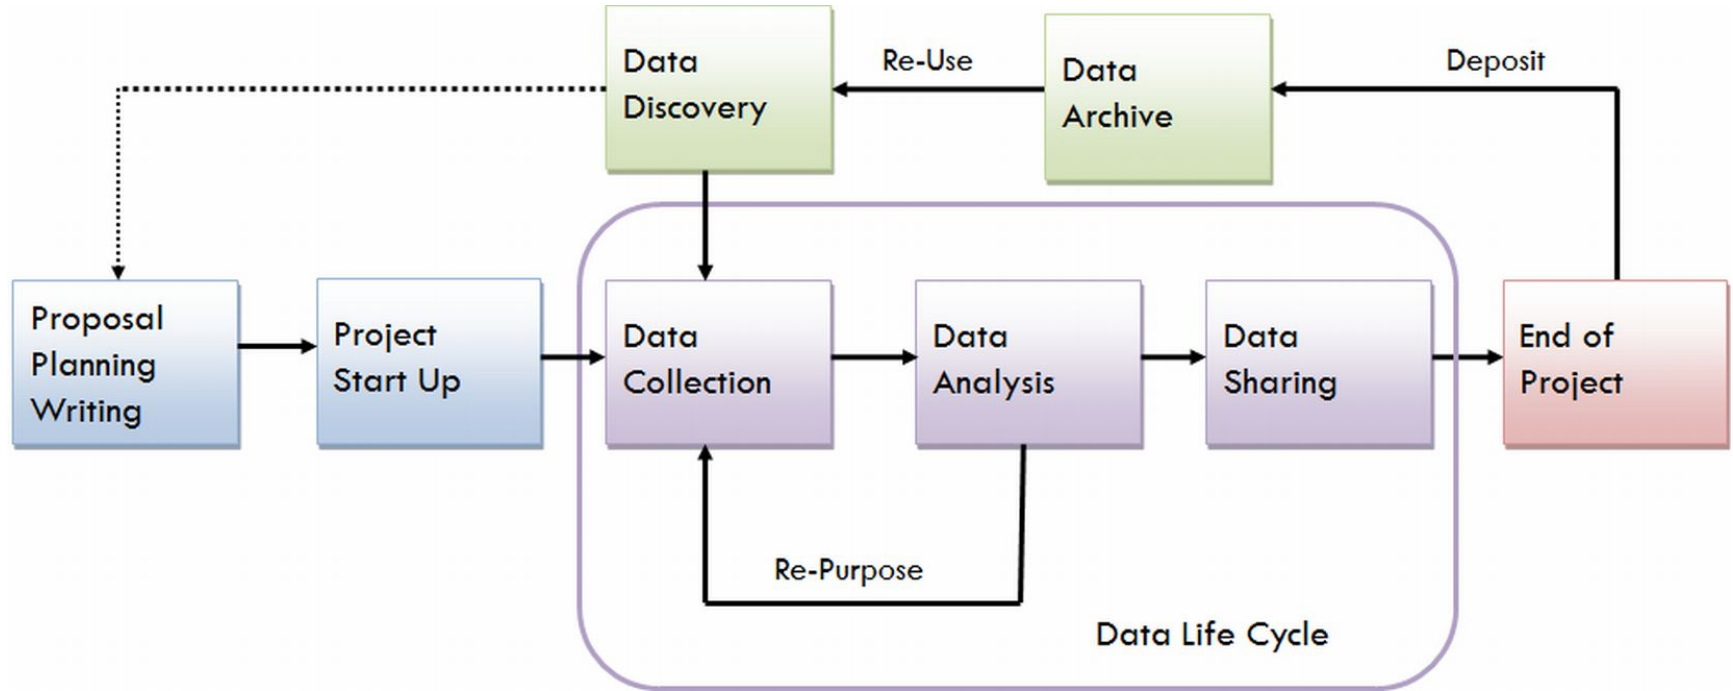 Data
Discovery
Re-Use
Data
Archive
Deposit
Proposal
Planning
Writing
Project
Start Up
Data
Collection
Data
Analysis
Data
Sharing
End of
Project
Re-Purpose
Data Life Cycle